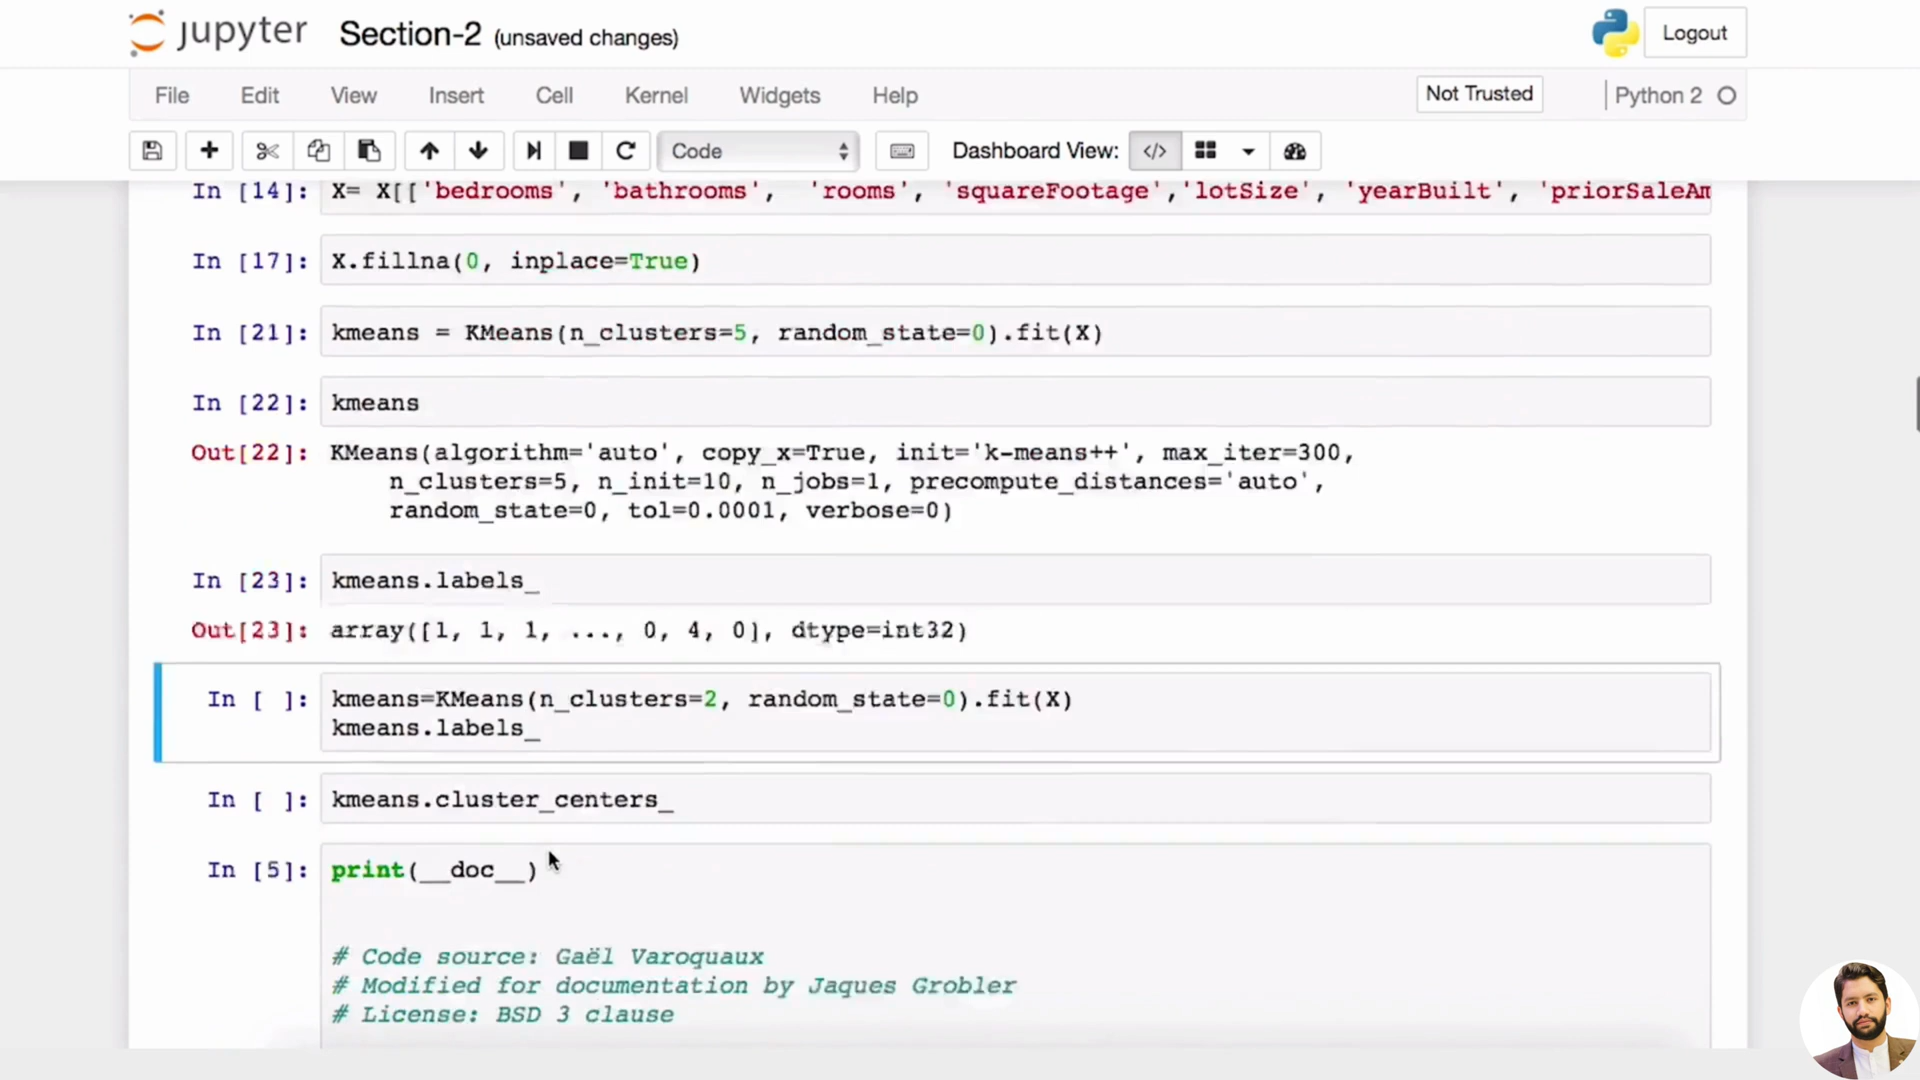 jupyter Section-2 (unsaved changes) Logout
File Edit View Insert Cell Kernel Widgets Help Not Trusted Python 2
Code Dashboard View: </>
In [14]: X= X[['bedrooms', 'bathrooms', 'rooms', 'squareFootage','lotSize', 'yearBuilt', 'priorSaleAm
In [17]: X.fillna(0, inplace=True)
In [21]: kmeans = KMeans(n_clusters=5, random_state=0).fit(X)
In [22]: kmeans
Out[22]: KMeans(algorithm='auto', copy_x=True, init='k-means++', max_iter=300,
n_clusters=5, n_init=10, n_jobs=1, precompute_distances='auto',
random_state=0, tol=0.0001, verbose=0)
In [23]: kmeans.labels_
Out[23]: array([1, 1, 1, ..., 0, 4, 0], dtype=int32)
In [ ]: kmeans=KMeans(n_clusters=2, random_state=0).fit(X)
kmeans.labels_
In [ ]: kmeans.cluster_centers_
In [5]: print(__doc__)
# Code source: Gaël Varoquaux
# Modified for documentation by Jaques Grobler
# License: BSD 3 clause